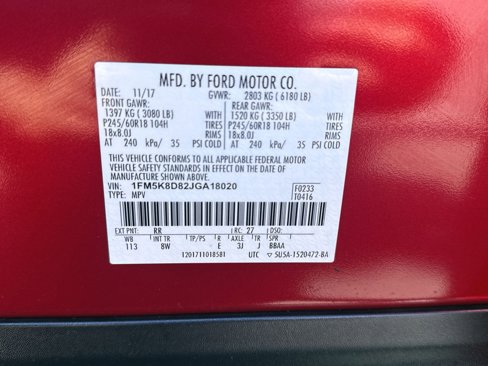 MFD. BY FORD MOTOR CO.
DATE: 11/17 GVWR: 2803 KG ( 6180 LB)
FRONT GAWR: REAR GAWR:
1397 KG ( 3080 LB) WITH 1520 KG ( 3350 LB) WITH
P245/60R18 104H TIRES P245/60R18 104H TIRES
18x8.0J RIMS 18x8.0J RIMS
AT 240 kPa/ 35 PSI COLD AT 240 kPa/ 35 PSI COLD
THIS VEHICLE CONFORMS TO ALL APPLICABLE FEDERAL MOTOR
VEHICLE SAFETY STANDARDS IN EFFECT ON THE DATE OF
MANUFACTURE SHOWN ABOVE.
VIN: 1FM5K8D82JGA18020 F0233
TYPE: MPV T0416
EXT PNT: RR RC: 27 DSO:
WB INT TR TP/PS R AXLE TR SPR
113 8W E 3J J BBAA
1201711018581 UTC ▽ 5U5A-1520472-BA